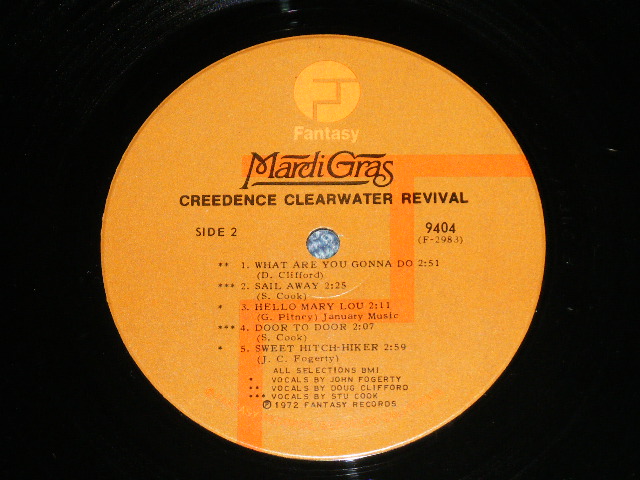 Fantasy
Mardi Gras
CREEDENCE CLEARWATER REVIVAL
SIDE 2
9404
(F-2983)
** 1. WHAT ARE YOU GONNA DO 2:51
(D. Clifford)
*** 2. SAIL AWAY 2:25
(S. Cook)
* 3. HELLO MARY LOU 2:11
(G. Pitney) January Music
*** 4. DOOR TO DOOR 2:07
(S. Cook)
* 5. SWEET HITCH-HIKER 2:59
(J. C. Fogerty)
ALL SELECTIONS BMI
* VOCALS BY JOHN FOGERTY
** VOCALS BY DOUG CLIFFORD
*** VOCALS BY STU COOK
℗ 1972 FANTASY RECORDS